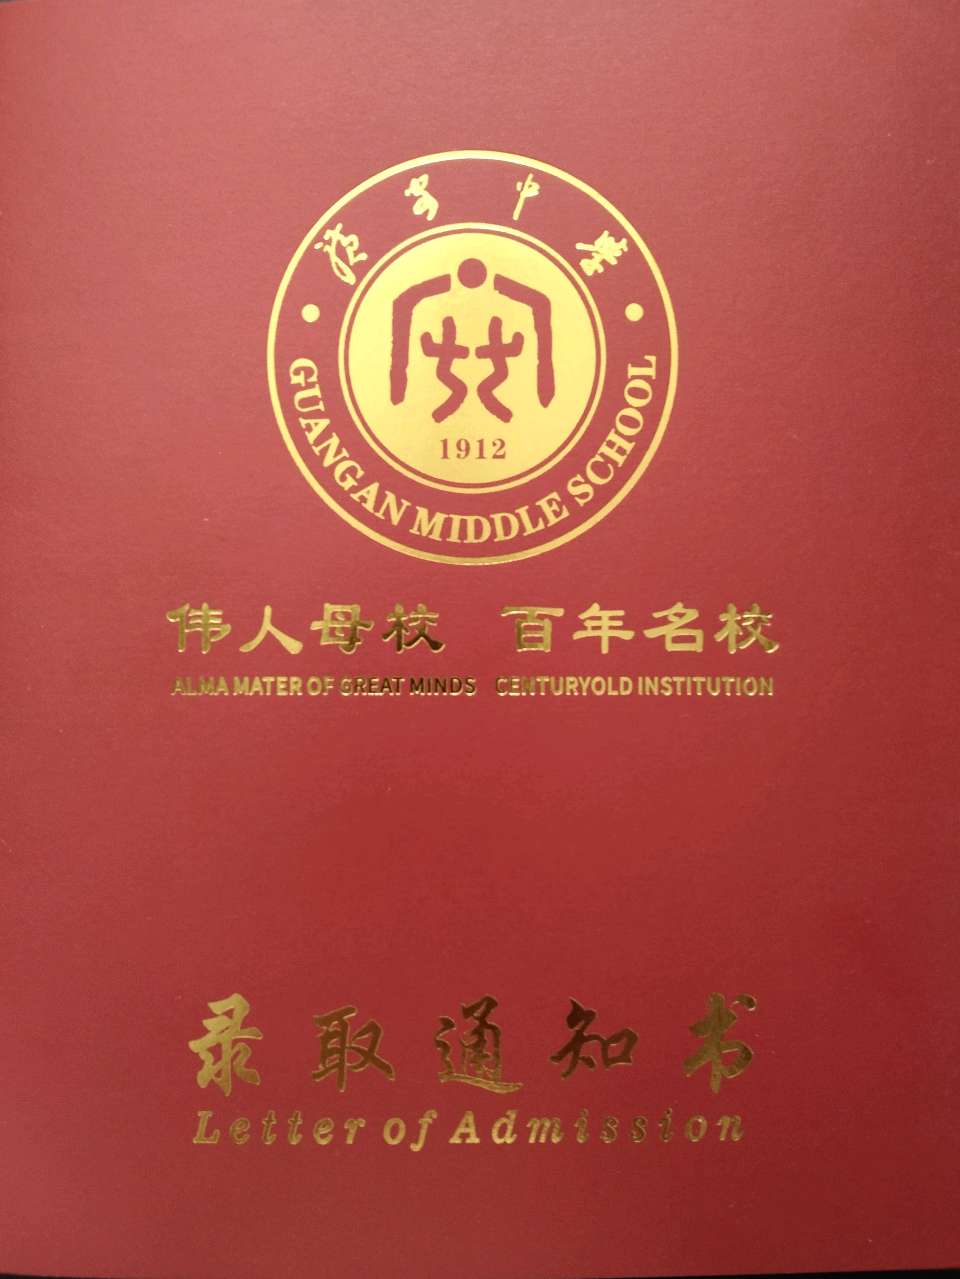 广安中学
GUANGAN MIDDLE SCHOOL
1912
伟人母校 百年名校
ALMA MATER OF GREAT MINDS CENTURYOLD INSTITUTION
录取通知书
Letter of Admission